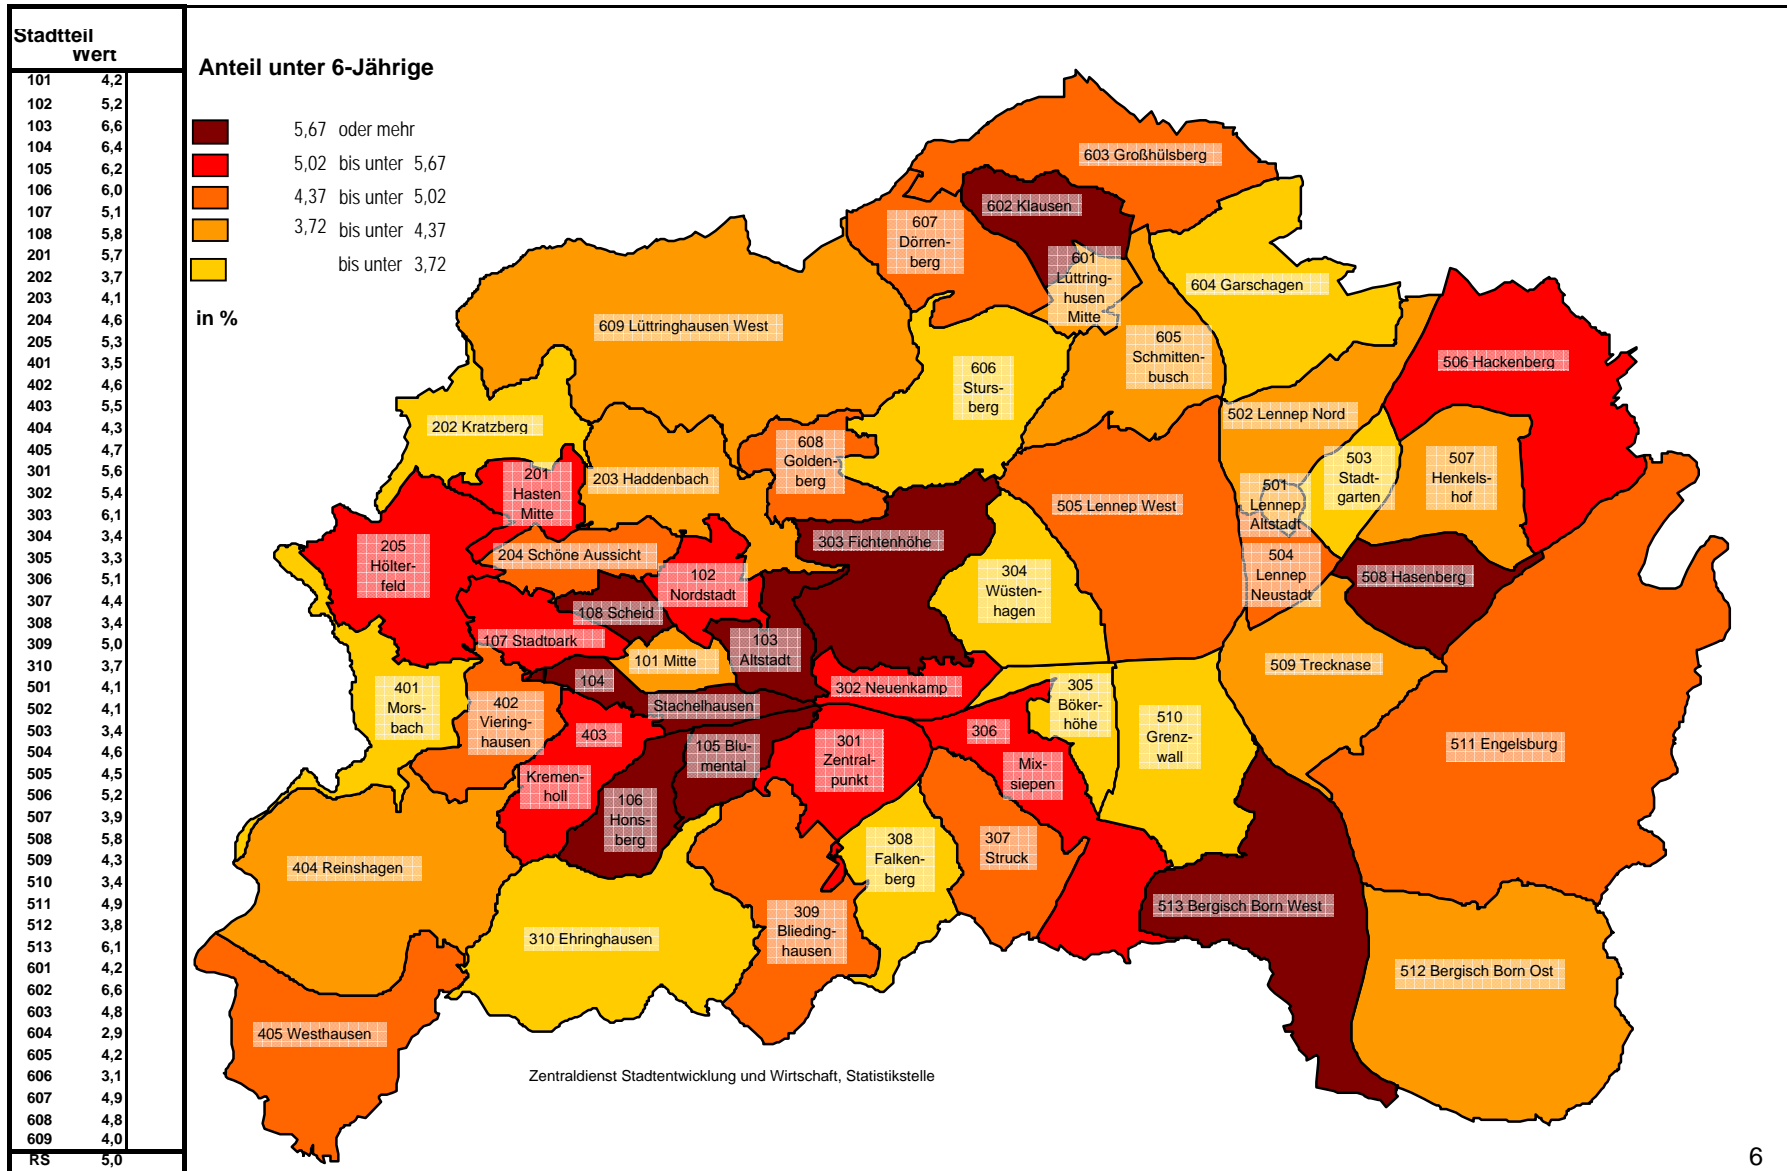 Stadtteil
Wert
101 4,2
102 5,2
103 6,6
104 6,4
105 6,2
106 6,0
107 5,1
108 5,8
201 5,7
202 3,7
203 4,1
204 4,6
205 5,3
401 3,5
402 4,6
403 5,5
404 4,3
405 4,7
301 5,6
302 5,4
303 6,1
304 3,4
305 3,3
306 5,1
307 4,4
308 3,4
309 5,0
310 3,7
501 4,1
502 4,1
503 3,4
504 4,6
505 4,5
506 5,2
507 3,9
508 5,8
509 4,3
510 3,4
511 4,9
512 3,8
513 6,1
601 4,2
602 6,6
603 4,8
604 2,9
605 4,2
606 3,1
607 4,9
608 4,8
609 4,0
RS 5,0
Anteil unter 6-Jährige
5,67 oder mehr
5,02 bis unter 5,67
4,37 bis unter 5,02
3,72 bis unter 4,37
bis unter 3,72
in %
603 Großhülsberg
602 Klausen
607
Dörren-
berg
601
Lüttring-
husen
Mitte
604 Garschagen
609 Lüttringhausen West
605
Schmitten-
busch
506 Hackenberg
606
Sturs-
berg
502 Lennep Nord
202 Kratzberg
608
Golden-
berg
503
Stadt-
garten
507
Henkels-
hof
201
Hasten
Mitte
203 Haddenbach
501
Lennep
Altstadt
505 Lennep West
303 Fichtenhöhe
205
Hölter-
feld
204 Schöne Aussicht
504
Lennep
Neustadt
508 Hasenberg
102
Nordstadt
304
Wüsten-
hagen
108 Scheid
107 Stadtpark
103
Altstadt
101 Mitte
509 Trecknase
104
Stachelhausen
302 Neuenkamp
305
Böker-
höhe
401
Mors-
bach
402
Viering-
hausen
510
Grenz-
wall
403
Kremen-
holl
105 Blu-
mental
301
Zentral-
punkt
306
Mix-
siepen
511 Engelsburg
106
Hons-
berg
308
Falken-
berg
307
Struck
404 Reinshagen
309
Blieding-
hausen
513 Bergisch Born West
310 Ehringhausen
512 Bergisch Born Ost
405 Westhausen
Zentraldienst Stadtentwicklung und Wirtschaft, Statistikstelle
6